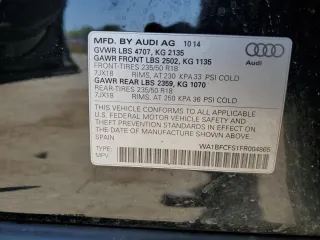 MFD BY AUDI AG 10 14
GVWR LBS 4707, KG 2135
GAWR FRONT LBS 2502, KG 1135
FRONT-TIRES 235/50 R18
7JX18 RIMS, AT 230 KPA 33 PSI COLD
GAWR REAR LBS 2359, KG 1070
REAR-TIRES 235/50 R18
7JX18 RIMS, AT 250 KPA 36 PSI COLD
THIS VEHICLE CONFORMS TO ALL APPLICABLE
U.S. FEDERAL MOTOR VEHICLE SAFETY AND
THEFT PREVENTION STANDARDS IN EFFECT ON
THE DATE OF MANUFACTURE SHOWN ABOVE.
TYPE: WA1BFCFS1FR004865
MPV
Audi